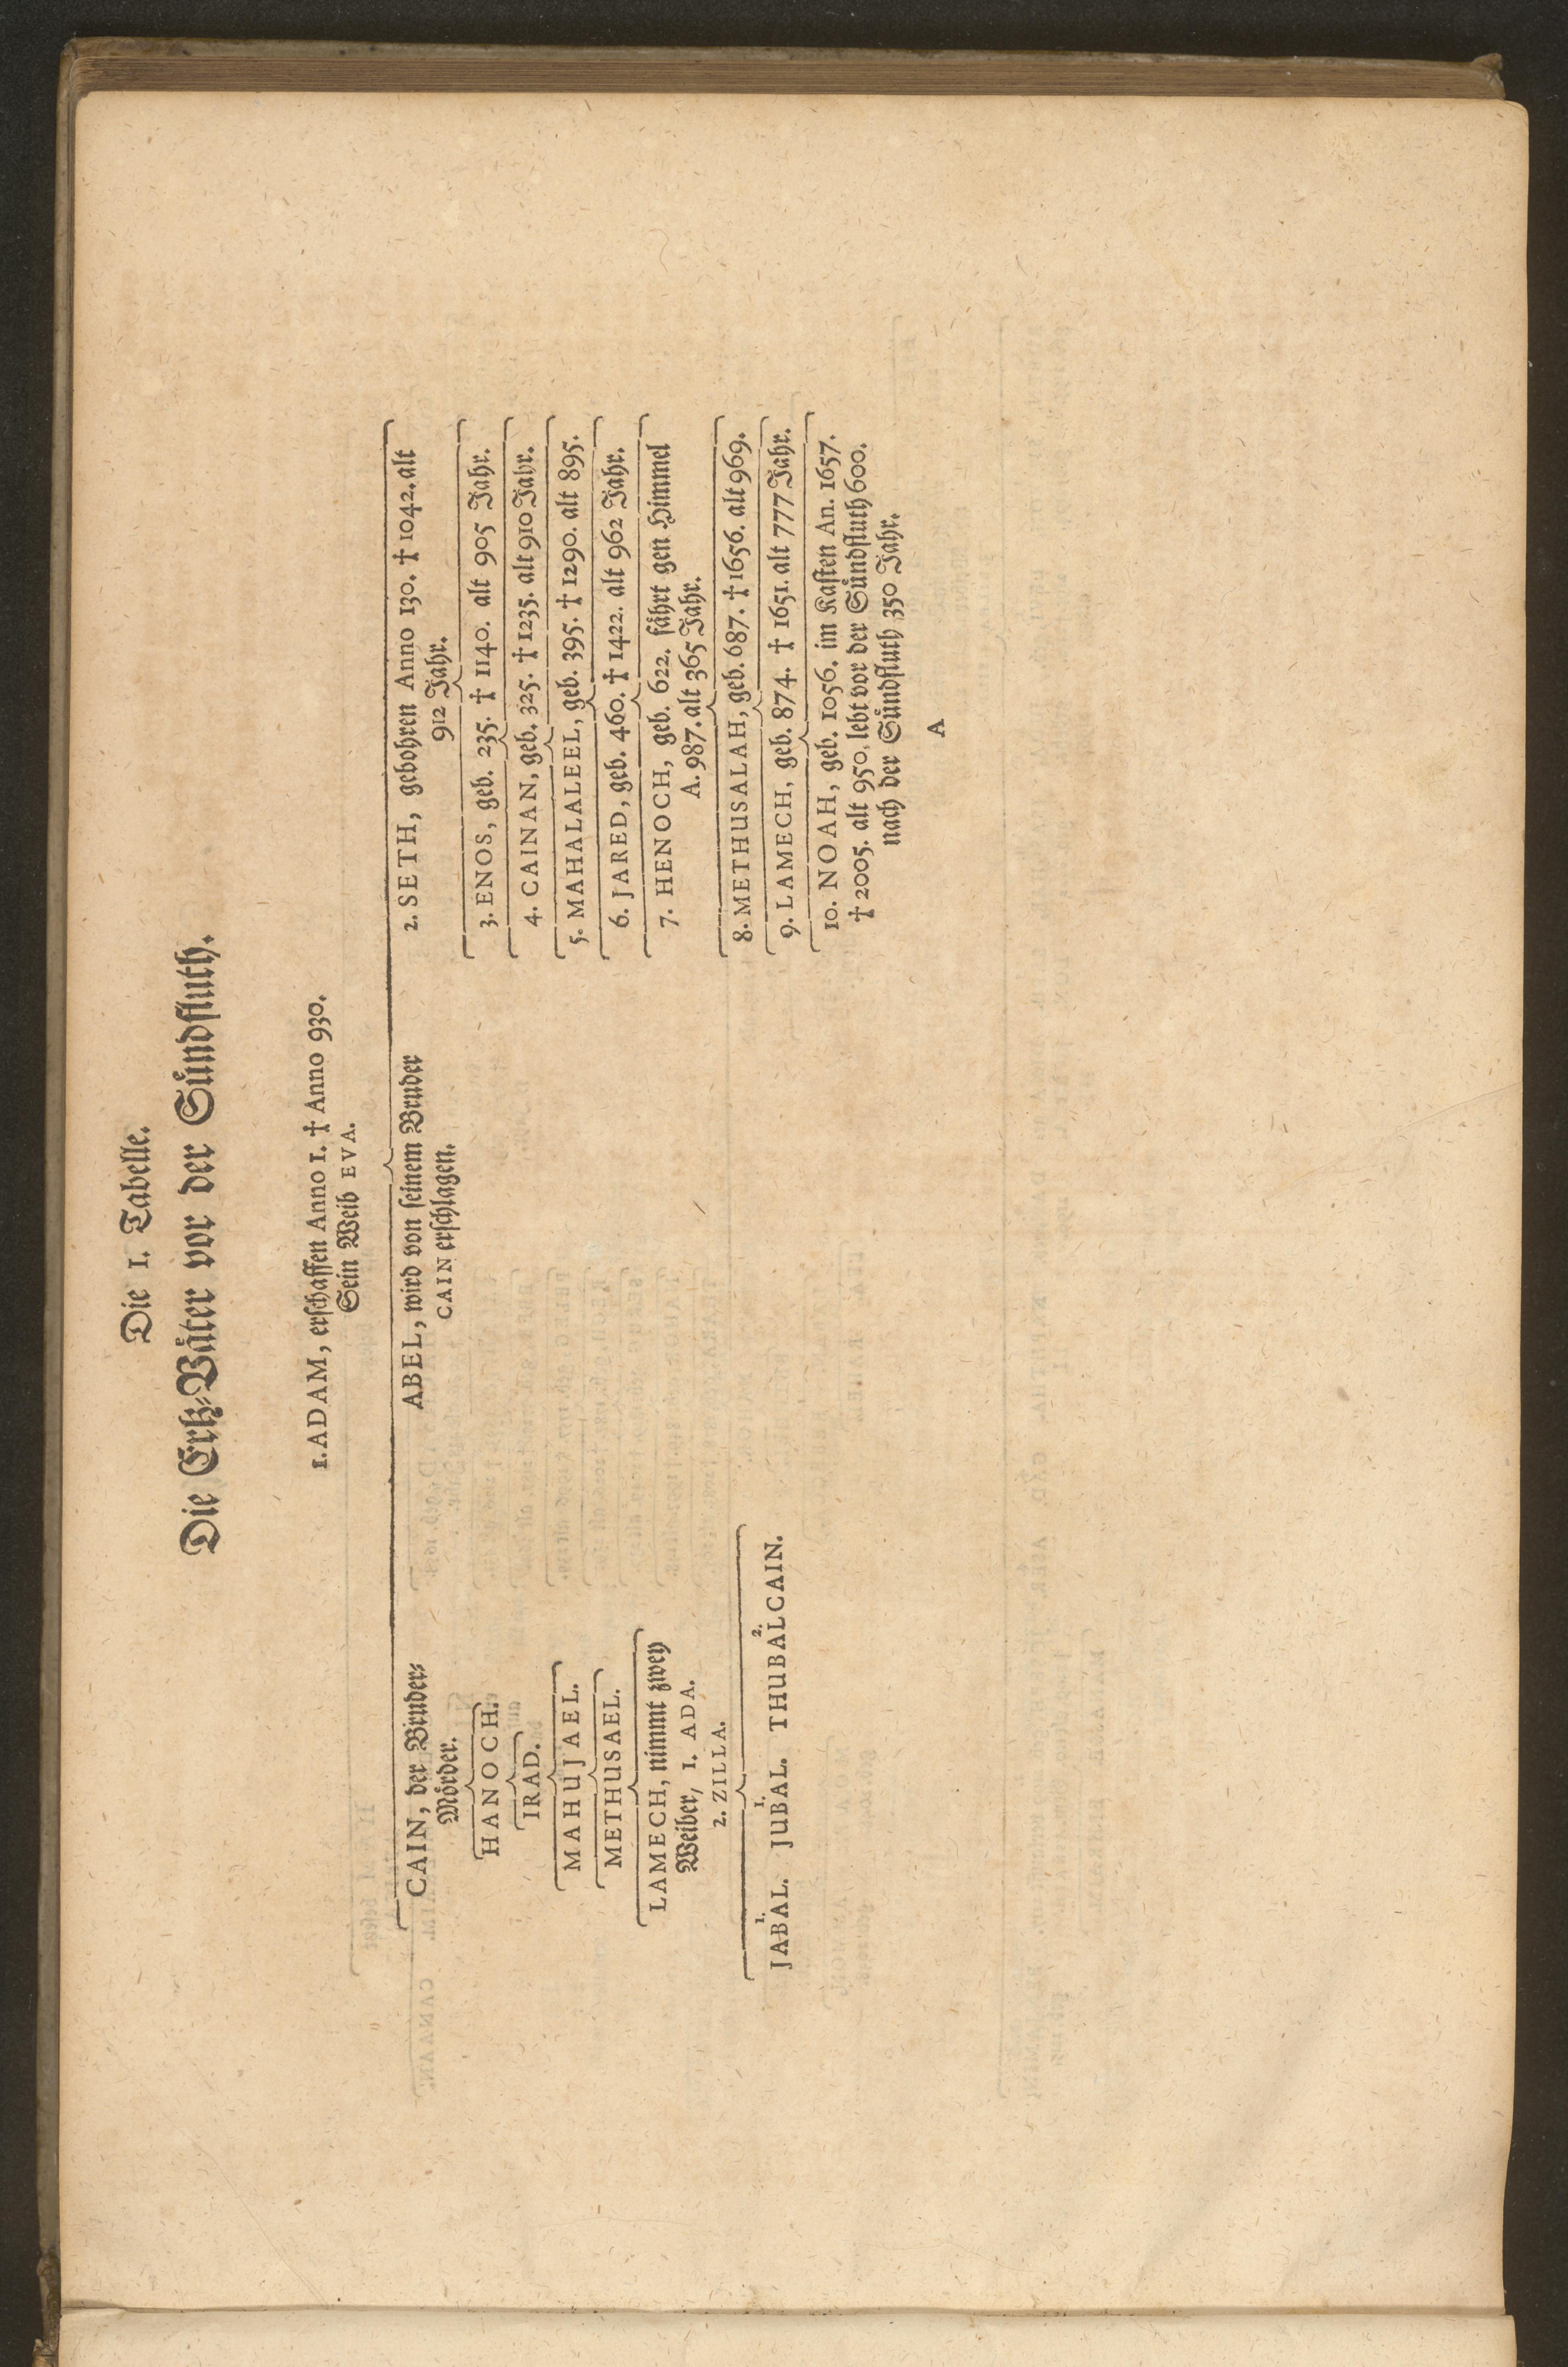 Die 1. Tabelle.
Die Ertz-Väter vor der Sündfluth.
1. ADAM, erschaffen Anno 1. † Anno 930.
Sein Weib EVA.
CAIN, der Bruder-
Mörder.
HANOCH.
IRAD.
MAHUJAEL.
METHUSAEL.
LAMECH, nimmt zwey
Weiber, 1. ADA.
2. ZILLA.
1. 1. 2.
JABAL. JUBAL. THUBALCAIN.
ABEL, wird von seinem Bruder
CAIN erschlagen.
2. SETH, gebohren Anno 130. † 1042. alt
912 Jahr.
3. ENOS, geb. 235. † 1140. alt 905 Jahr.
4. CAINAN, geb. 325. † 1235. alt 910 Jahr.
5. MAHALALEEL, geb. 395. † 1290. alt 895.
6. JARED, geb. 460. † 1422. alt 962 Jahr.
7. HENOCH, geb. 622. fährt gen Himmel
A. 987. alt 365 Jahr.
8. METHUSALAH, geb. 687. † 1656. alt 969.
9. LAMECH, geb. 874. † 1651. alt 777 Jahr.
10. NOAH, geb. 1056. im Kasten An. 1657.
† 2005. alt 950. lebt vor der Sündfluth 600.
nach der Sündfluth 350 Jahr.
A